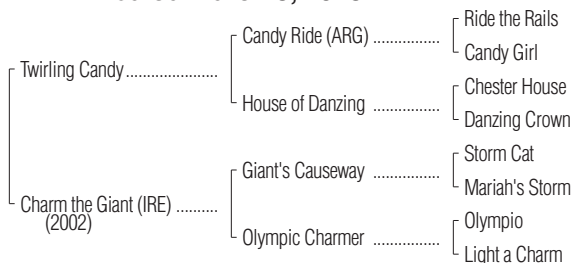 Ride the Rails
Candy Ride (ARG) ................
Candy Girl
Twirling Candy......................
Chester House
House of Danzing ................
Danzing Crown
Storm Cat
Giant's Causeway ................
Mariah's Storm
Charm the Giant (IRE) ..........
(2002)
Olympio
Olympic Charmer ................
Light a Charm